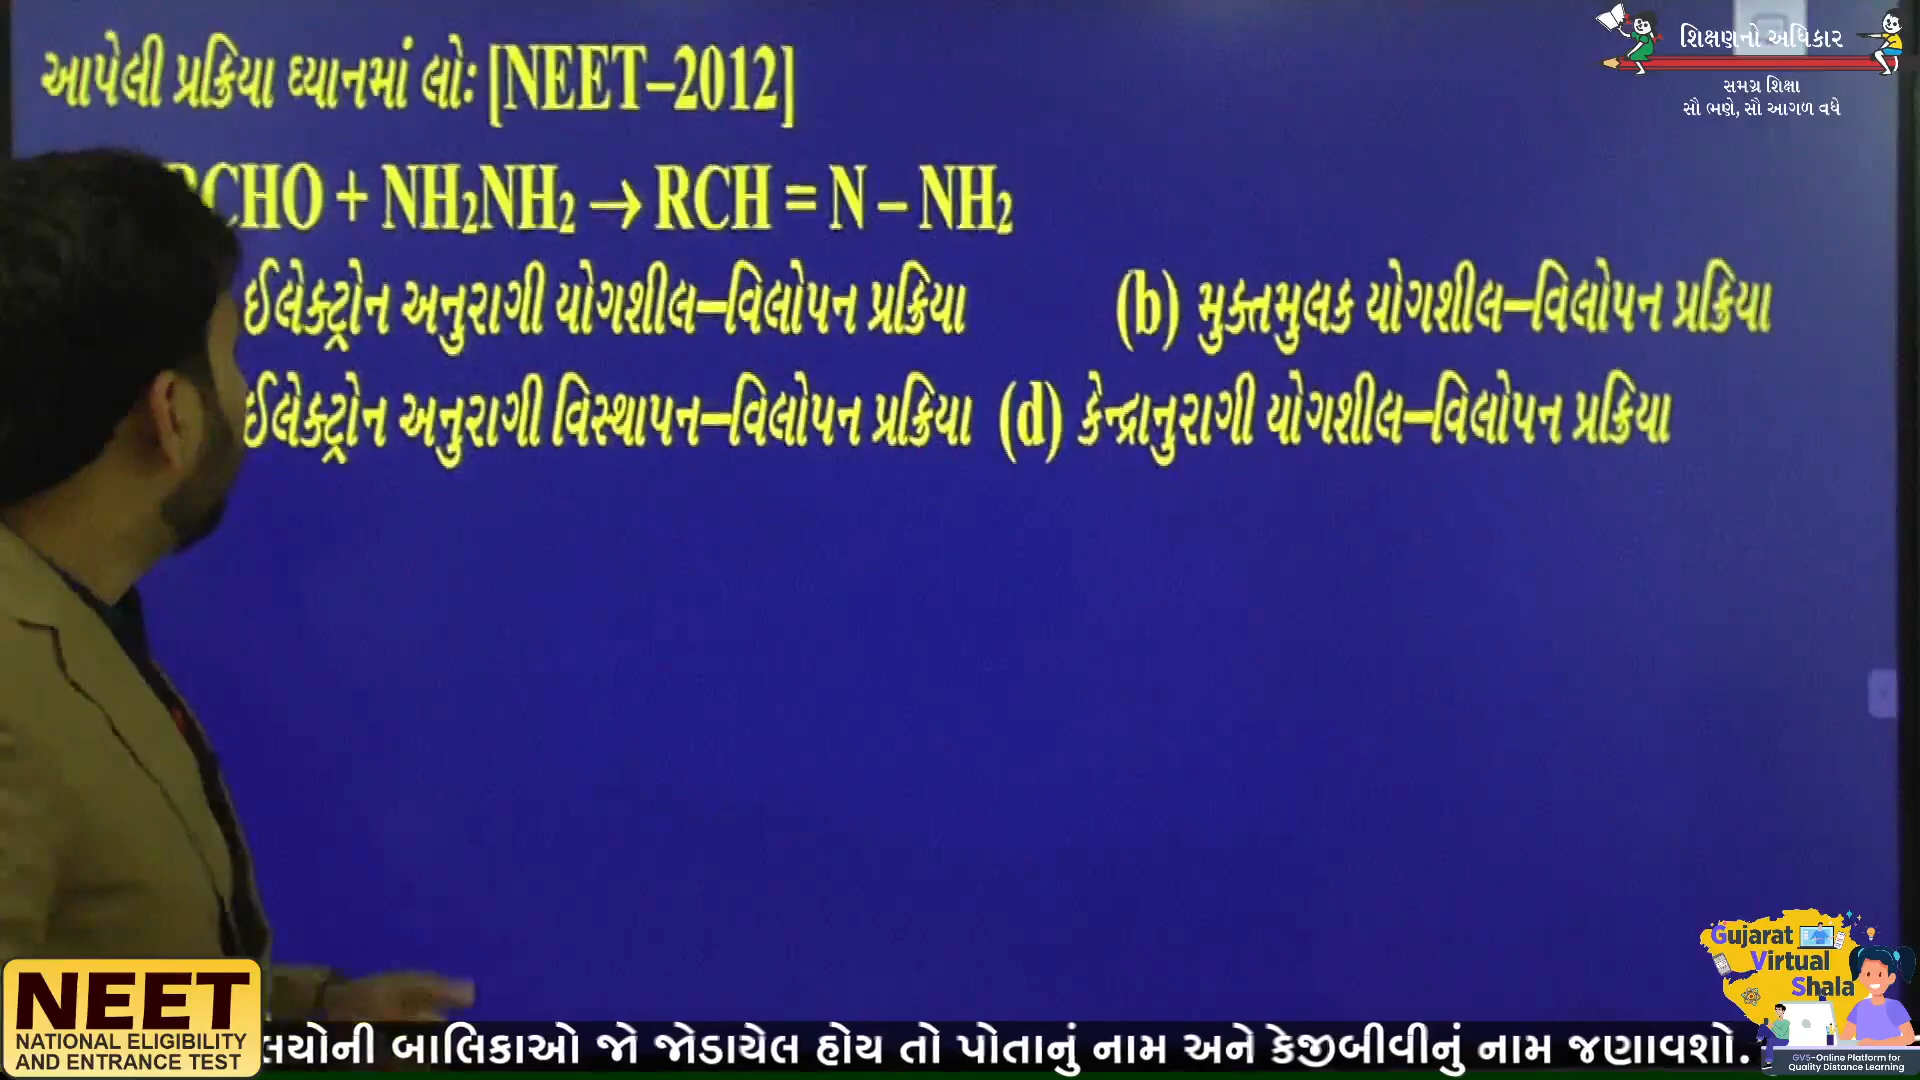 આપેલી પ્રક્રિયા ધ્યાનમાં લોઃ [NEET–2012]
RCHO + NH₂NH₂ → RCH = N – NH₂
ઈલેક્ટ્રોન અનુરાગી યોગશીલ–વિલોપન પ્રક્રિયા (b) મુક્તમુલક યોગશીલ–વિલોપન પ્રક્રિયા
ઈલેક્ટ્રોન અનુરાગી વિસ્થાપન–વિલોપન પ્રક્રિયા (d) કેન્દ્રાનુરાગી યોગશીલ–વિલોપન પ્રક્રિયા
શિક્ષણનો અધિકાર
સમગ્ર શિક્ષા
સૌ ભણે, સૌ આગળ વધે
Gujarat
Virtual
Shala
GVS-Online Platform for
Quality Distance Learning
NEET
NATIONAL ELIGIBILITY
AND ENTRANCE TEST
લયોની બાલિકાઓ જો જોડાયેલ હોય તો પોતાનું નામ અને કેજીબીવીનું નામ જણાવશો.